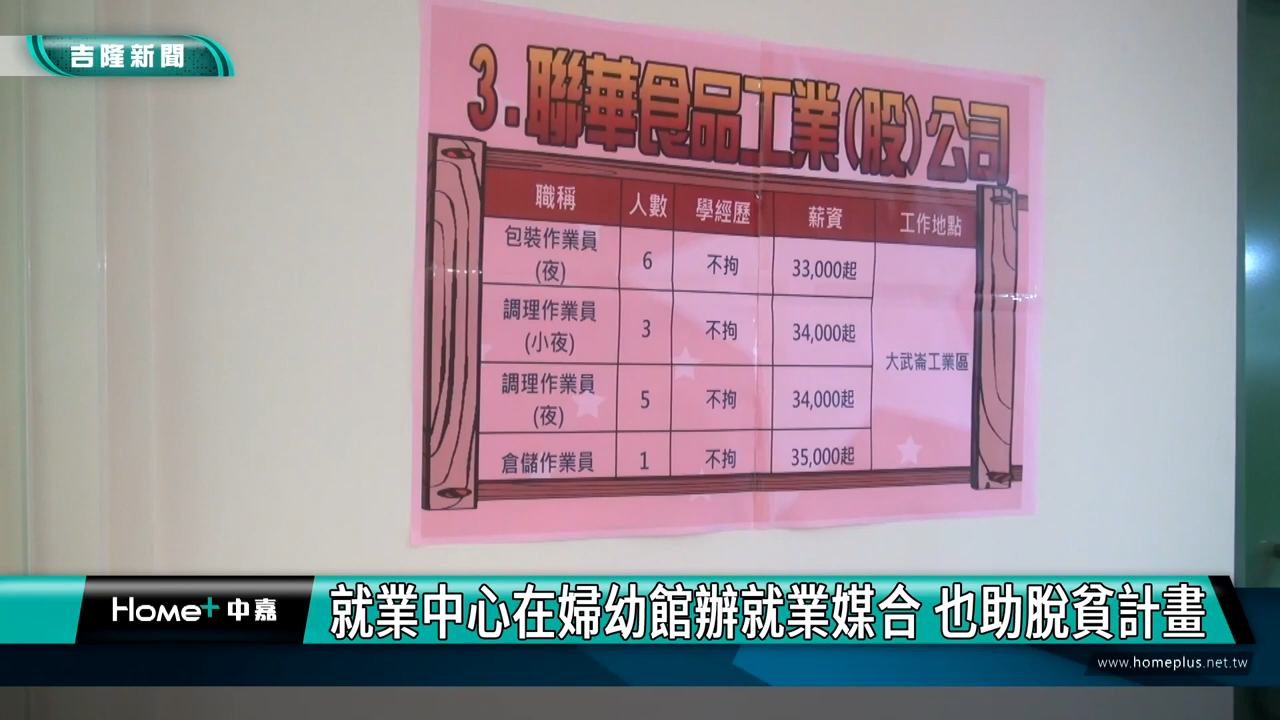 吉隆新聞
3.聯華食品工業(股)公司
職稱 人數 學經歷 薪資 工作地點
包裝作業員
(夜) 6 不拘 33,000起
調理作業員
(小夜) 3 不拘 34,000起
大武崙工業區
調理作業員
(夜) 5 不拘 34,000起
倉儲作業員 1 不拘 35,000起
Home+中嘉
就業中心在婦幼館辦就業媒合 也助脫貧計畫
www.homeplus.net.tw